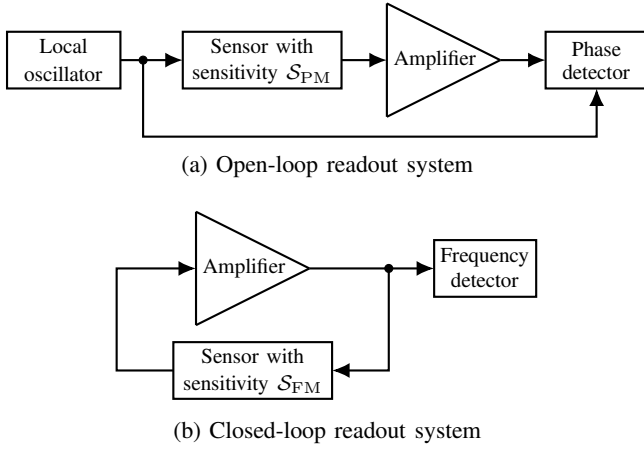 Local
oscillator
Sensor with
sensitivity 𝒮PM
Amplifier
Phase
detector
(a) Open-loop readout system
Amplifier
Frequency
detector
Sensor with
sensitivity 𝒮FM
(b) Closed-loop readout system